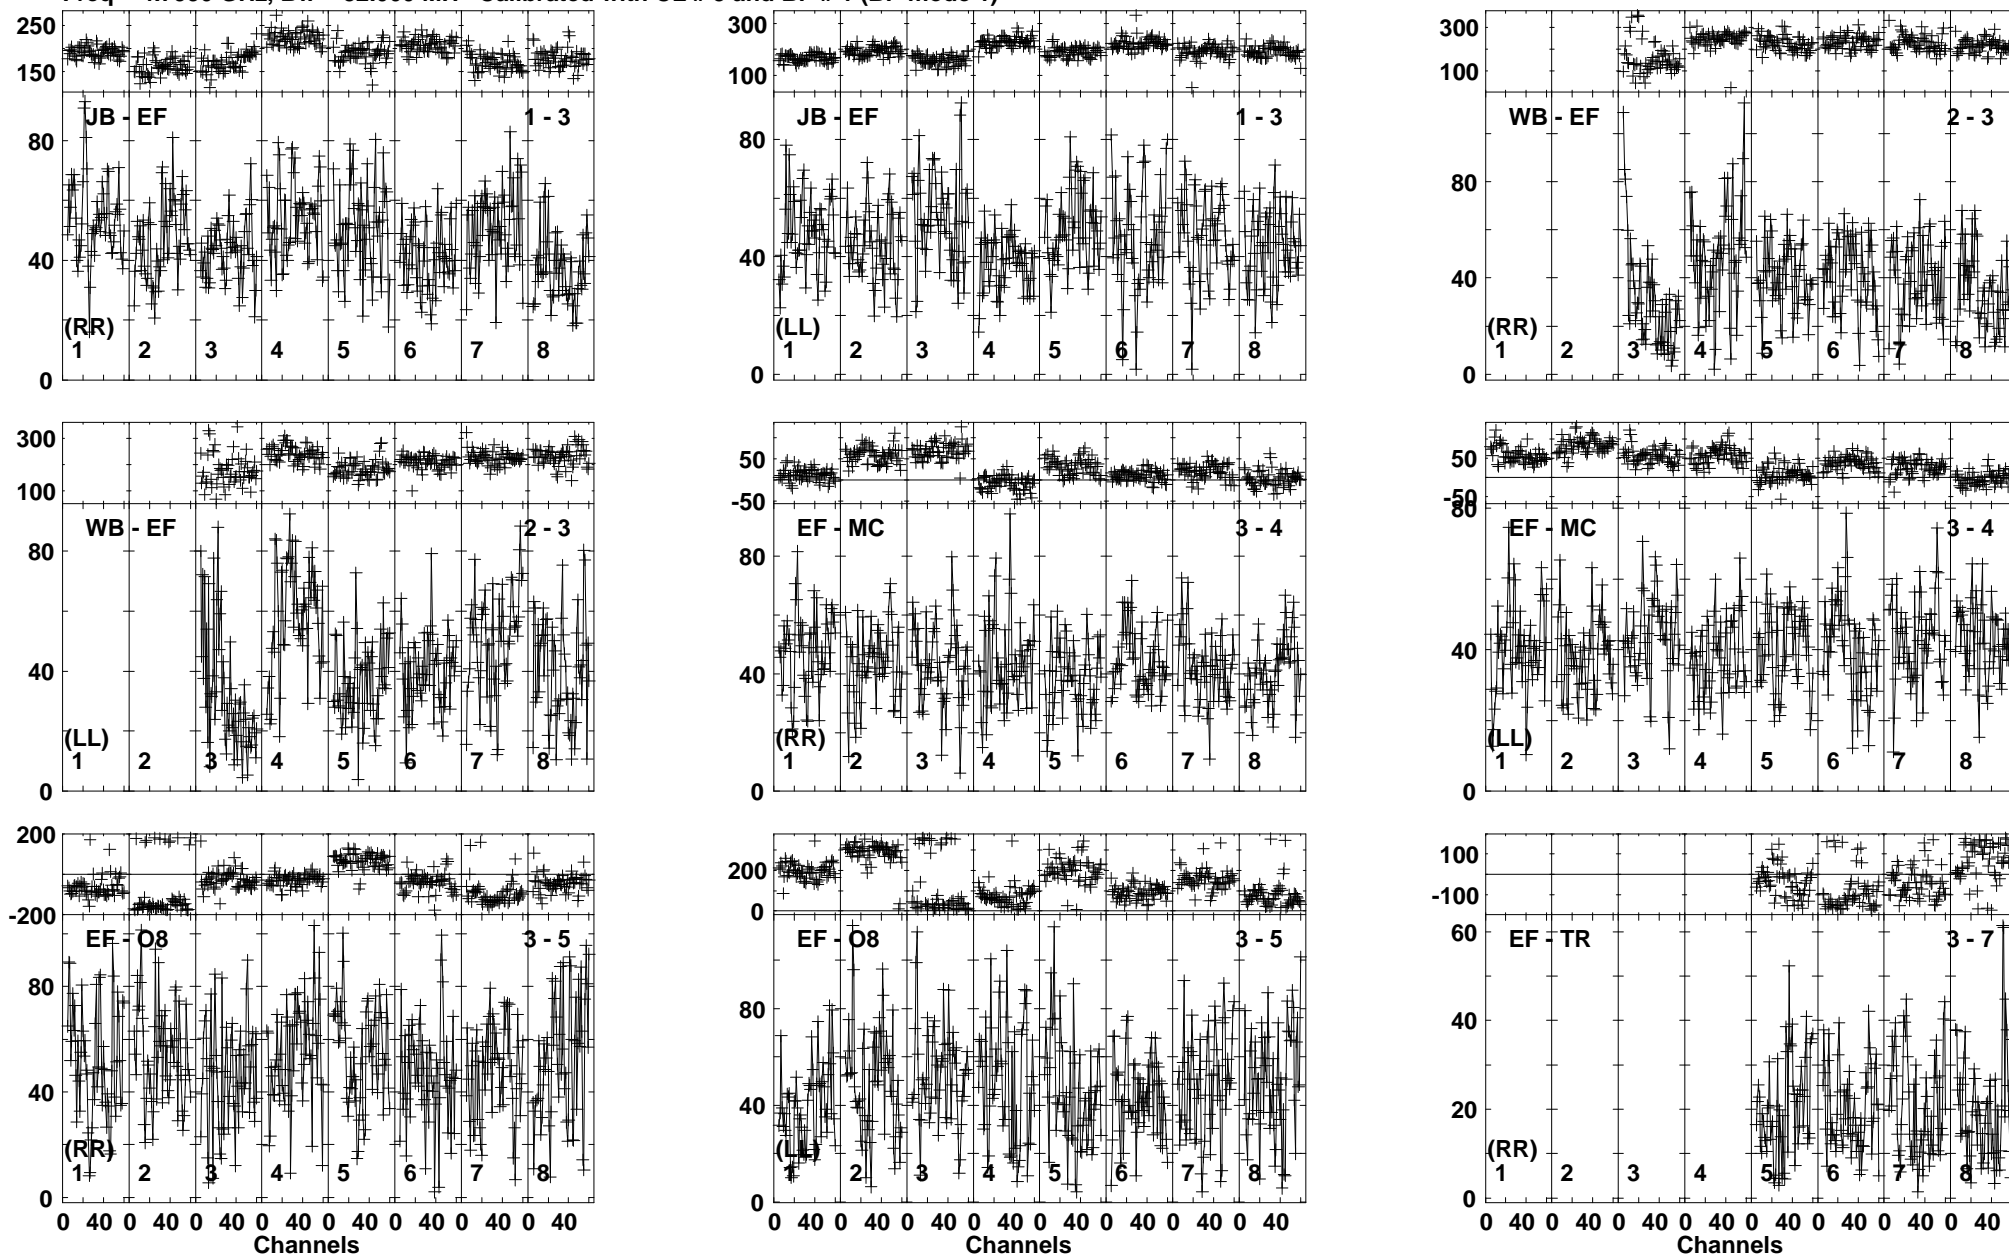 250 150 JB - EF 1 - 3 80 40 0 (RR) 1 2 3 4 5 6 7 8
300 100 JB - EF 1 - 3 80 40 0 (LL) 1 2 3 4 5 6 7 8
300 100 WB - EF 2 - 3 80 40 0 (RR) 1 2 3 4 5 6 7 8
300 100 WB - EF 2 - 3 80 40 0 (LL) 1 2 3 4 5 6 7 8
50 -50 EF - MC 3 - 4 80 40 0 (RR) 1 2 3 4 5 6 7 8
50 -50 EF - MC 3 - 4 80 40 0 (LL) 1 2 3 4 5 6 7 8
200 -200 EF - O8 3 - 5 80 40 0 (RR) 1 2 3 4 5 6 7 8
200 0 EF - O8 3 - 5 80 40 0 (LL) 1 2 3 4 5 6 7 8
100 -100 EF - TR 3 - 7 60 40 20 0 (RR) 1 2 3 4 5 6 7 8
0 40 0 40 0 40 0 40 0 40 0 40 0 40 0 40
0 40 0 40 0 40 0 40 0 40 0 40 0 40 0 40
0 40 0 40 0 40 0 40 0 40 0 40 0 40 0 40
Channels
Channels
Channels